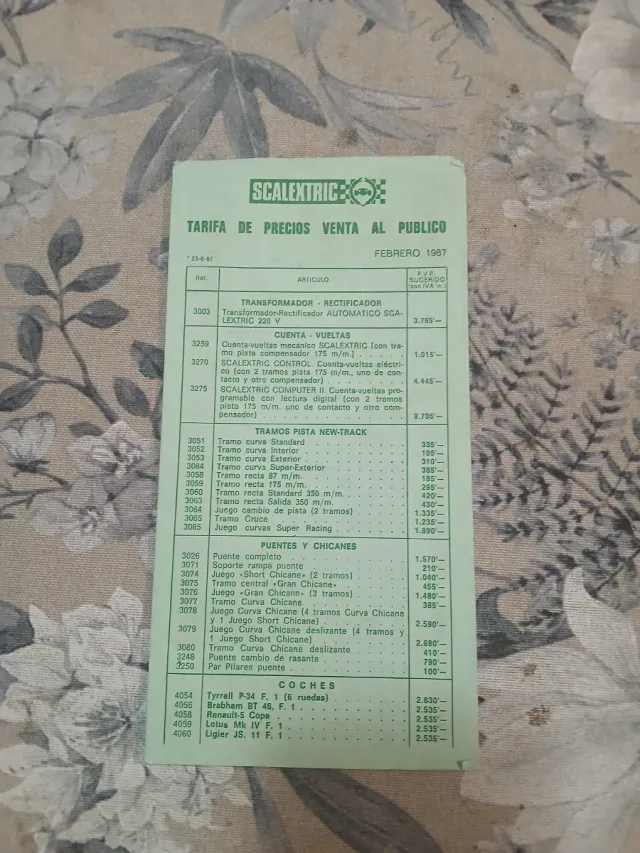 SCALEXTRIC
TARIFA DE PRECIOS VENTA AL PUBLICO
FEBRERO 1987
Ref. ARTICULO P.V.P. SUGERIDO (con IVA in.)
TRANSFORMADOR - RECTIFICADOR
3003 Transformador-Rectificador AUTOMATICO SCA-
LEXTRIC 220 V 3.765'—
CUENTA - VUELTAS
3259 Cuenta-vueltas mecánico SCALEXTRIC (con tra-
mo pista compensador 175 m/m.) 1.015'—
3270 SCALEXTRIC CONTROL. Cuenta-vueltas eléctri-
co (con 2 tramos pista 175 m/m., uno de con-
tacto y otro compensador) 4.445'—
3275 SCALEXTRIC COMPUTER II. Cuenta-vueltas pro-
gramable con lectura digital (con 2 tramos
pista 175 m/m. uno de contacto y otro com-
pensador) 9.735'—
TRAMOS PISTA NEW-TRACK
3051 Tramo curva Standard 335'—
3052 Tramo curva Interior 195'—
3053 Tramo curva Exterior 310'—
3084 Tramo curva Super-Exterior 385'—
3058 Tramo recta 87 m/m. 185'—
3059 Tramo recta 175 m/m. 295'—
3060 Tramo recta Standard 350 m/m. 420'—
3063 Tramo recta Salida 350 m/m. 430'—
3064 Juego cambio de pista (2 tramos) 1.335'—
3065 Tramo Cruce 1.235'—
3085 Juego curvas Super Racing 1.890'—
PUENTES Y CHICANES
3026 Puente completo 1.570'—
3071 Soporte rampa puente 210'—
3074 Juego «Short Chicane» (2 tramos) 1.040'—
3075 Tramo central «Gran Chicane» 455'—
3076 Juego «Gran Chicane» (3 tramos) 1.480'—
3077 Tramo Curva Chicane 385'—
3078 Juego Curva Chicane (4 tramos Curva Chicane
y 1 Juego Short Chicane) 2.590'—
3079 Juego Curva Chicane deslizante (4 tramos y
1 Juego Short Chicane) 2.680'—
3080 Tramo Curva Chicane deslizante 410'—
3248 Puente cambio de rasante 790'—
3250 Par Pilares puente 100'—
COCHES
4054 Tyrrell P-34 F. 1 (6 ruedas) 2.630'—
4056 Brabham BT 46, F. 1 2.535'—
4058 Renault-5 Copa 2.535'—
4059 Lotus Mk IV F. 1 2.535'—
4060 Ligier JS. 11 F. 1 2.535'—